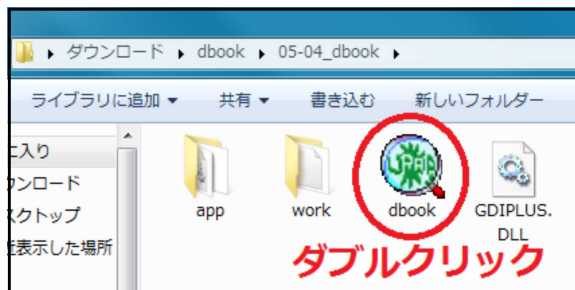 ダウンロード dbook 05-04_dbook
ライブラリに追加 共有 書き込む 新しいフォルダー
に入り
ウンロード
スクトップ
近表示した場所
app work dbook GDIPLUS.
DLL
ダブルクリック